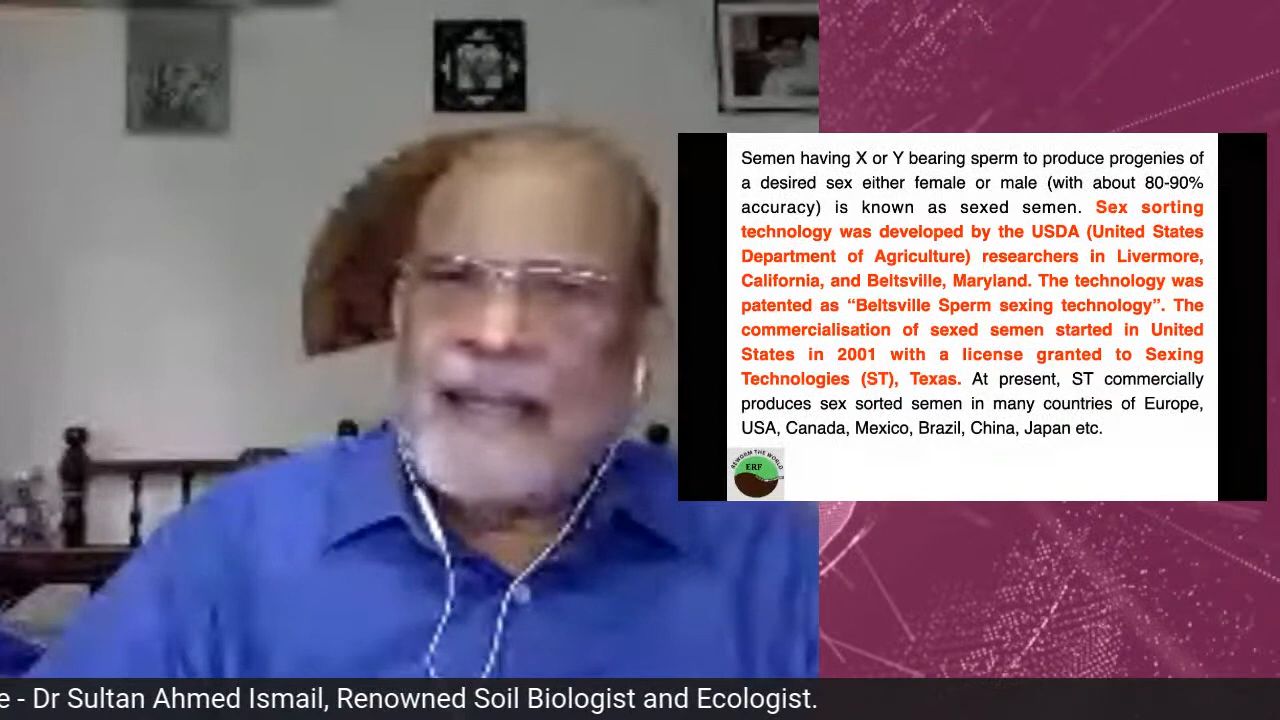 Semen having X or Y bearing sperm to produce progenies of
a desired sex either female or male (with about 80-90%
accuracy) is known as sexed semen. Sex sorting
technology was developed by the USDA (United States
Department of Agriculture) researchers in Livermore,
California, and Beltsville, Maryland. The technology was
patented as “Beltsville Sperm sexing technology”. The
commercialisation of sexed semen started in United
States in 2001 with a license granted to Sexing
Technologies (ST), Texas. At present, ST commercially
produces sex sorted semen in many countries of Europe,
USA, Canada, Mexico, Brazil, China, Japan etc.
REWORM THE WORLD
ERF
e - Dr Sultan Ahmed Ismail, Renowned Soil Biologist and Ecologist.